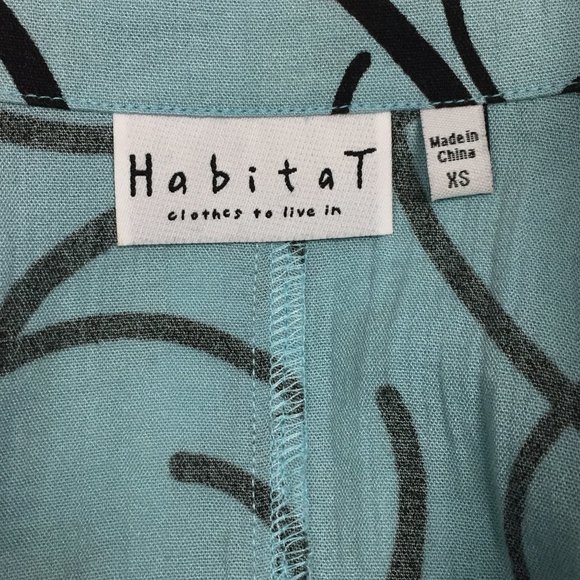 HabitaT
clothes to live in
Made in
China
XS